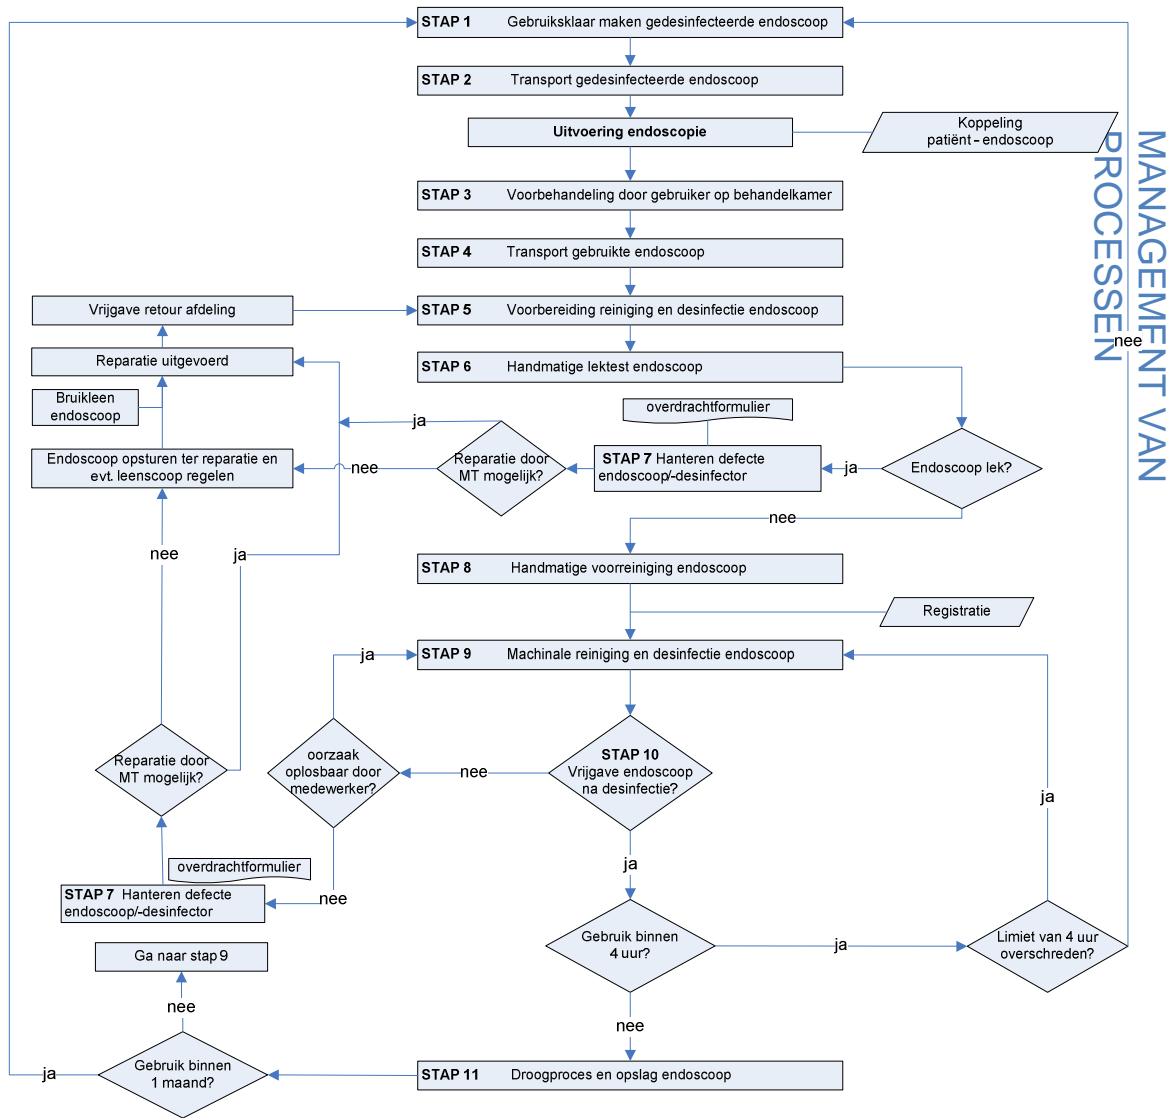 STAP 1 Gebruiksklaar maken gedesinfecteerde endoscoop
STAP 2 Transport gedesinfecteerde endoscoop
Uitvoering endoscopie
Koppeling
patiënt - endoscoop
MANAGEMENT VAN
PROCESSEN
STAP 3 Voorbehandeling door gebruiker op behandelkamer
STAP 4 Transport gebruikte endoscoop
Vrijgave retour afdeling
STAP 5 Voorbereiding reiniging en desinfectie endoscoop
nee
Reparatie uitgevoerd
STAP 6 Handmatige lektest endoscoop
Bruikleen
endoscoop
ja
overdrachtformulier
Endoscoop opsturen ter reparatie en
evt. leenscoop regelen
nee
Reparatie door
MT mogelijk?
STAP 7 Hanteren defecte
endoscoop/-desinfector
ja
Endoscoop lek?
nee
nee
ja
STAP 8 Handmatige voorreiniging endoscoop
Registratie
ja
STAP 9 Machinale reiniging en desinfectie endoscoop
Reparatie door
MT mogelijk?
oorzaak
oplosbaar door
medewerker?
nee
STAP 10
Vrijgave endoscoop
na desinfectie?
ja
ja
overdrachtformulier
STAP 7 Hanteren defecte
endoscoop/-desinfector
nee
Gebruik binnen
4 uur?
ja
Limiet van 4 uur
overschreden?
Ga naar stap 9
nee
nee
ja
Gebruik binnen
1 maand?
STAP 11 Droogproces en opslag endoscoop